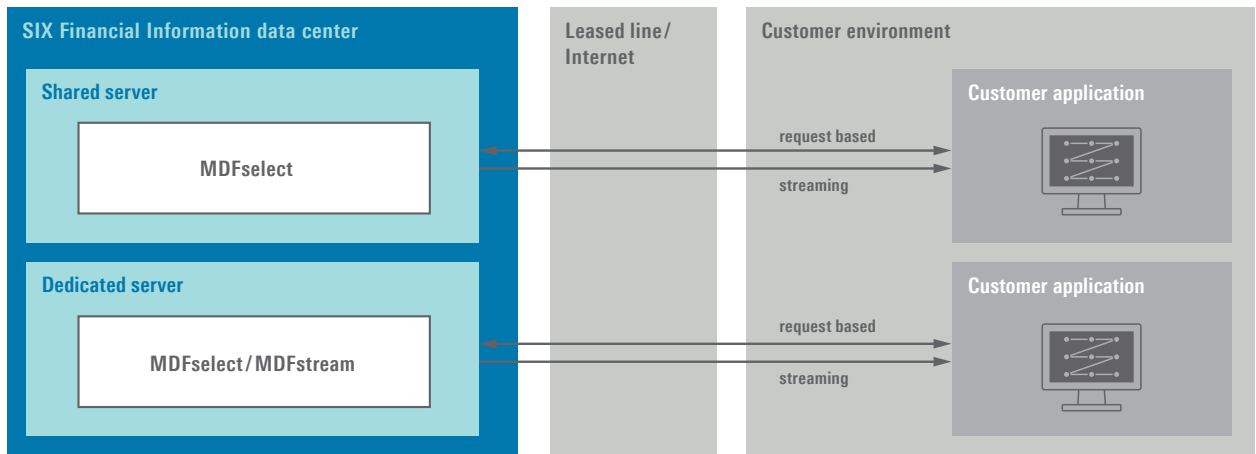 SIX Financial Information data center
Leased line/
Internet
Customer environment
Shared server
MDFselect
request based
streaming
Customer application
Dedicated server
MDFselect/MDFstream
request based
streaming
Customer application